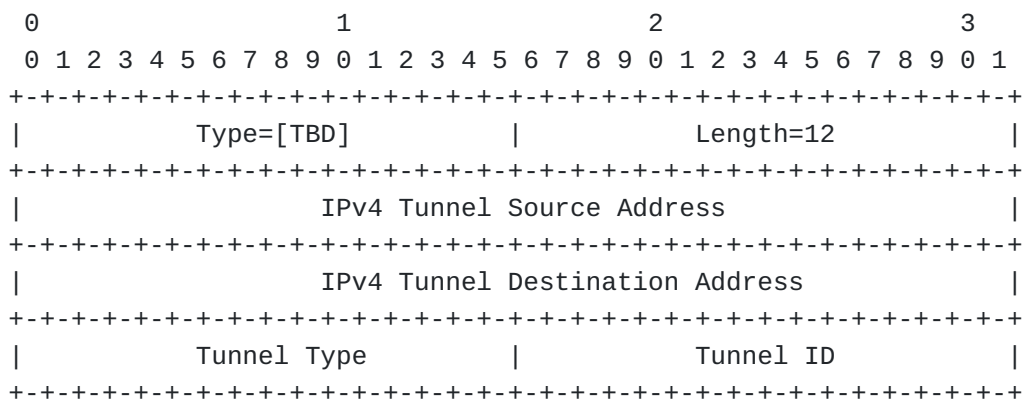 0                   1                   2                   3
 0 1 2 3 4 5 6 7 8 9 0 1 2 3 4 5 6 7 8 9 0 1 2 3 4 5 6 7 8 9 0 1
+-+-+-+-+-+-+-+-+-+-+-+-+-+-+-+-+-+-+-+-+-+-+-+-+-+-+-+-+-+-+-+-+
|           Type=[TBD]          |           Length=12           |
+-+-+-+-+-+-+-+-+-+-+-+-+-+-+-+-+-+-+-+-+-+-+-+-+-+-+-+-+-+-+-+-+
|                   IPv4 Tunnel Source Address                  |
+-+-+-+-+-+-+-+-+-+-+-+-+-+-+-+-+-+-+-+-+-+-+-+-+-+-+-+-+-+-+-+-+
|                   IPv4 Tunnel Destination Address             |
+-+-+-+-+-+-+-+-+-+-+-+-+-+-+-+-+-+-+-+-+-+-+-+-+-+-+-+-+-+-+-+-+
|           Tunnel Type         |           Tunnel ID           |
+-+-+-+-+-+-+-+-+-+-+-+-+-+-+-+-+-+-+-+-+-+-+-+-+-+-+-+-+-+-+-+-+